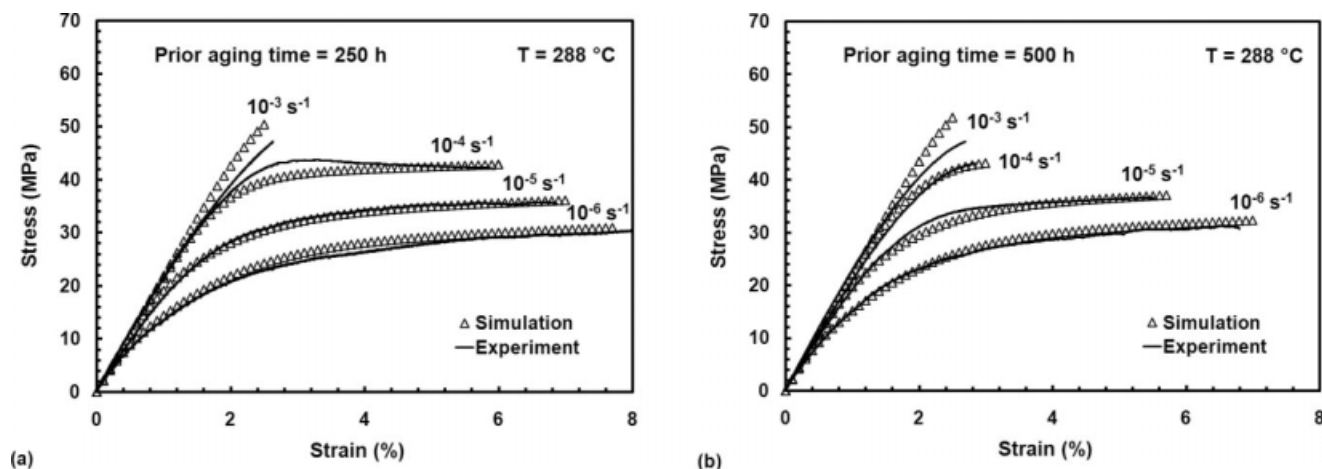 70
60
50
40
30
20
10
0
Stress (MPa)
Prior aging time = 250 h
T = 288 °C
10⁻³ s⁻¹
10⁻⁴ s⁻¹
10⁻⁵ s⁻¹
10⁻⁶ s⁻¹
Simulation
Experiment
0 2 4 6 8
Strain (%)
(a)
70
60
50
40
30
20
10
0
Stress (MPa)
Prior aging time = 500 h
T = 288 °C
10⁻³ s⁻¹
10⁻⁴ s⁻¹
10⁻⁵ s⁻¹
10⁻⁶ s⁻¹
Simulation
Experiment
0 2 4 6 8
Strain (%)
(b)